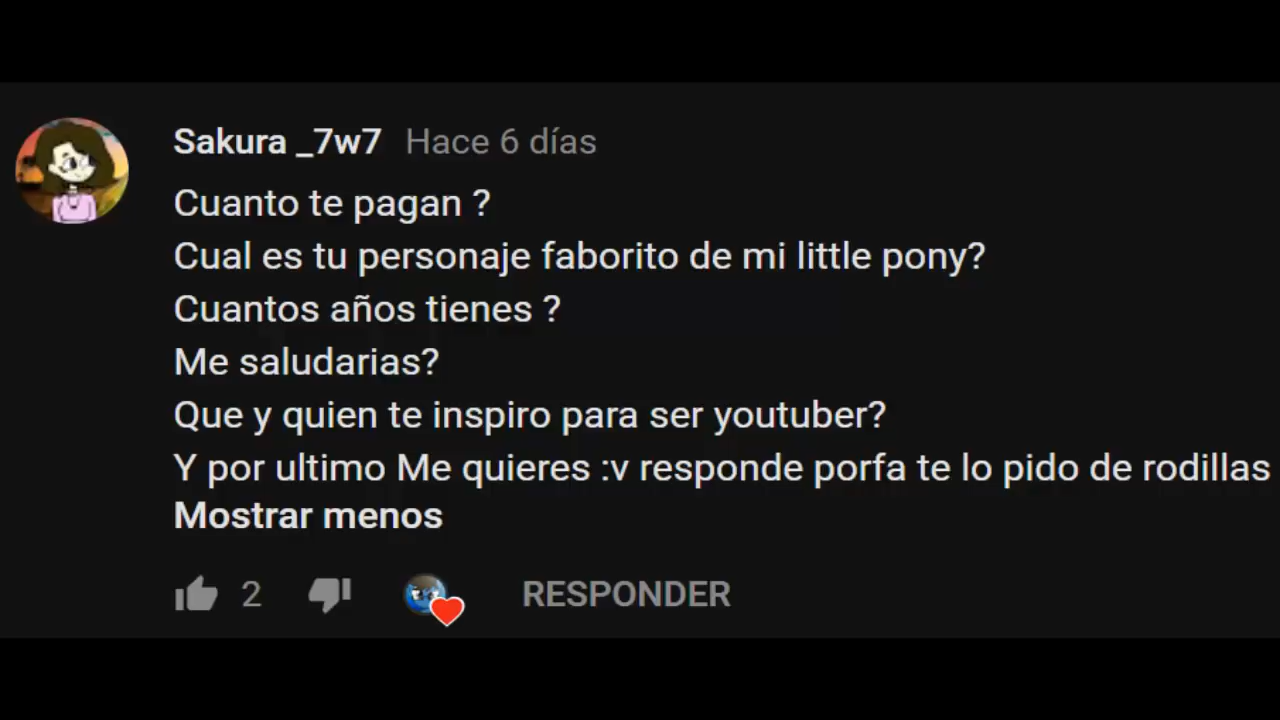 Sakura _7w7 Hace 6 días
Cuanto te pagan ?
Cual es tu personaje faborito de mi little pony?
Cuantos años tienes ?
Me saludarias?
Que y quien te inspiro para ser youtuber?
Y por ultimo Me quieres :v responde porfa te lo pido de rodillas
Mostrar menos
2 RESPONDER